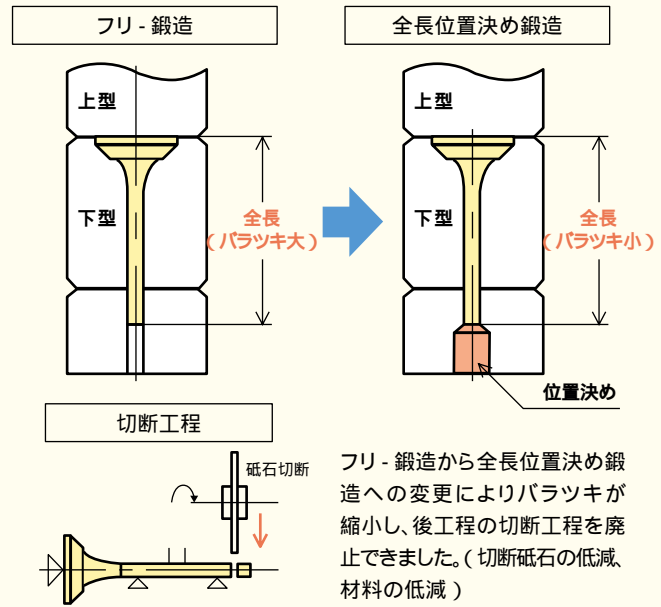 フリ-鍛造
全長位置決め鍛造
上型
下型
全長
(バラツキ大)
上型
下型
全長
(バラツキ小)
位置決め
切断工程
砥石切断
フリ-鍛造から全長位置決め鍛
造への変更によりバラツキが
縮小し、後工程の切断工程を廃
止できました。(切断砥石の低減、
材料の低減)